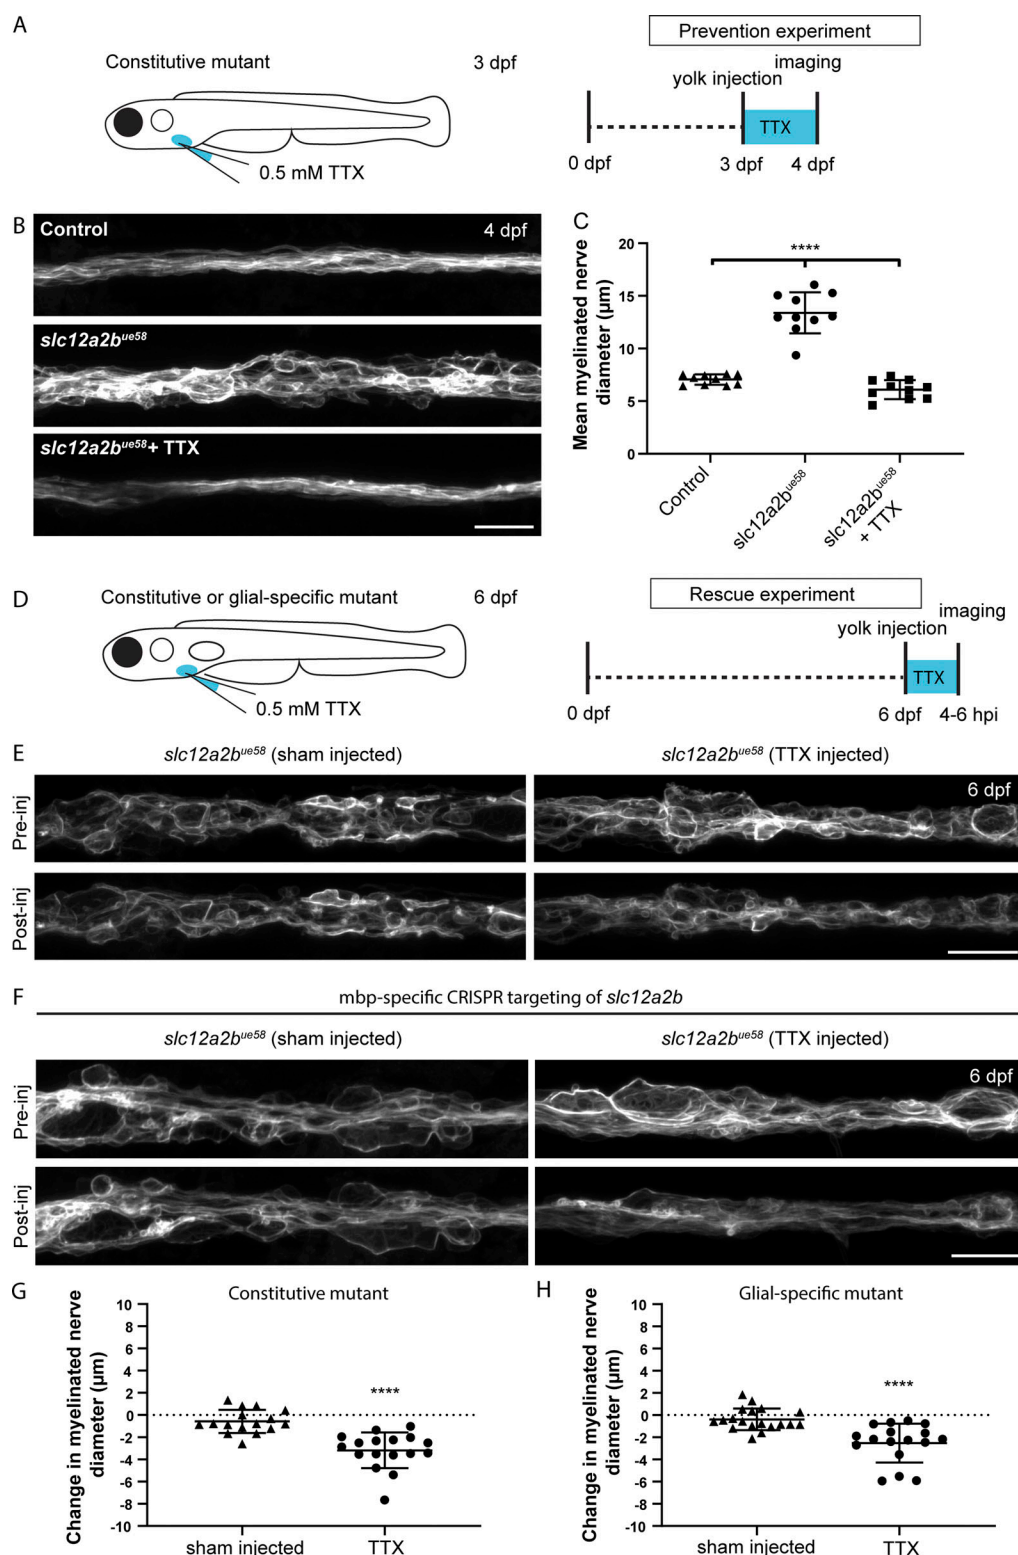 A
Constitutive mutant
3 dpf
0.5 mM TTX
Prevention experiment
imaging
yolk injection
TTX
0 dpf
3 dpf
4 dpf
B
Control
4 dpf
slc12a2b^ue58
slc12a2b^ue58 + TTX
C
Mean myelinated nerve
diameter (μm)
20
15
10
5
0
****
Control
slc12a2b^ue58
slc12a2b^ue58
+ TTX
D
Constitutive or glial-specific mutant
6 dpf
0.5 mM TTX
Rescue experiment
imaging
yolk injection
TTX
0 dpf
6 dpf
4-6 hpi
E
slc12a2b^ue58 (sham injected)
slc12a2b^ue58 (TTX injected)
Pre-inj
6 dpf
Post-inj
F
mbp-specific CRISPR targeting of slc12a2b
slc12a2b^ue58 (sham injected)
slc12a2b^ue58 (TTX injected)
Pre-inj
6 dpf
Post-inj
G
Constitutive mutant
Change in myelinated nerve
diameter (μm)
10
8
6
4
2
0
-2
-4
-6
-8
-10
****
sham injected
TTX
H
Glial-specific mutant
Change in myelinated nerve
diameter (μm)
10
8
6
4
2
0
-2
-4
-6
-8
-10
****
sham injected
TTX